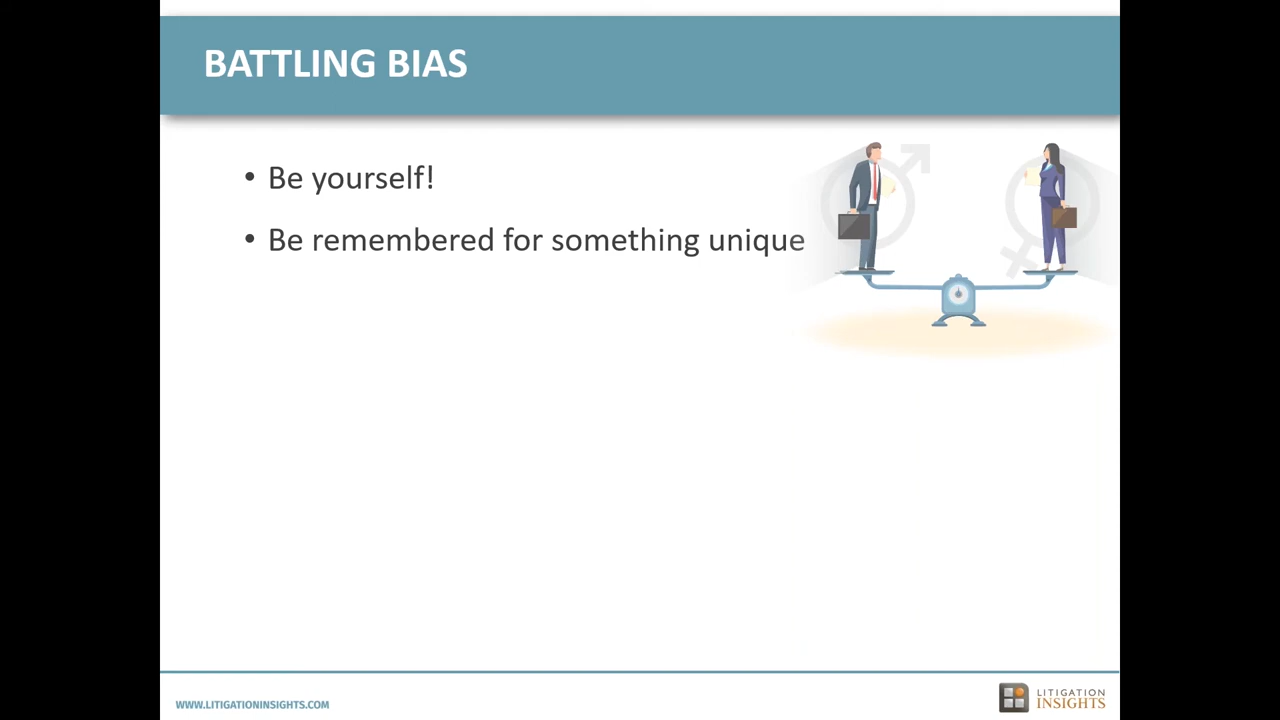 BATTLING BIAS
• Be yourself!
• Be remembered for something unique
WWW.LITIGATIONINSIGHTS.COM
LITIGATION
INSIGHTS